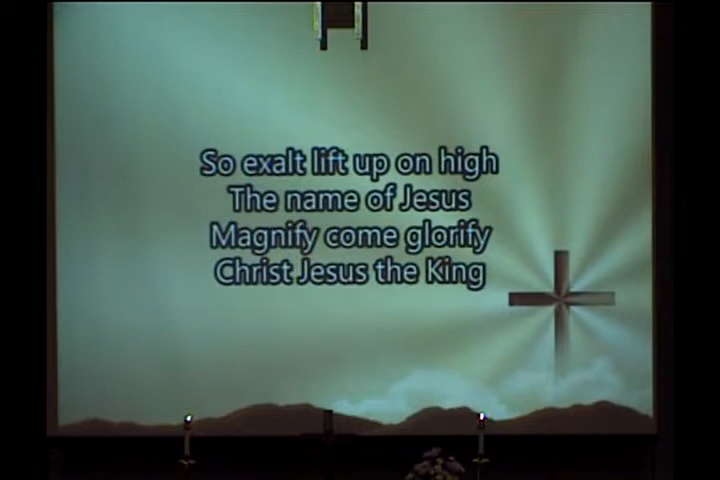 So exalt lift up on high
The name of Jesus
Magnify come glorify
Christ Jesus the King